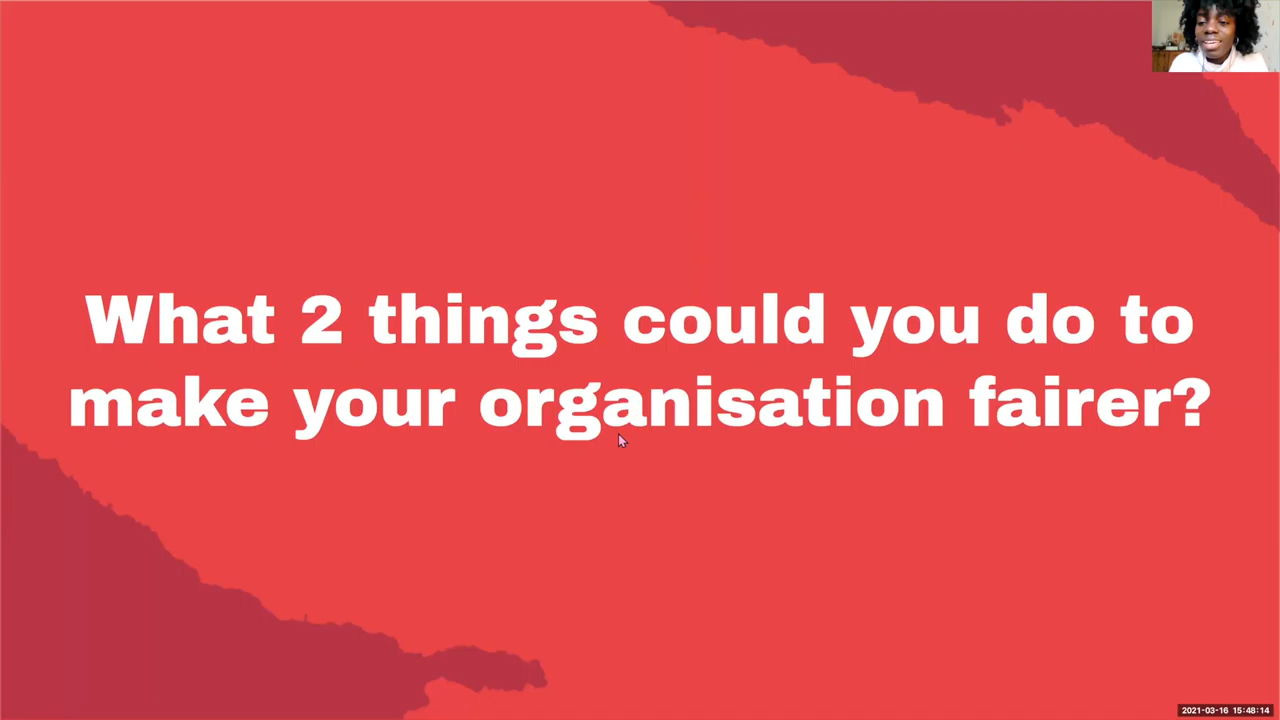 What 2 things could you do to
make your organisation fairer?
2021-03-16 15:48:14